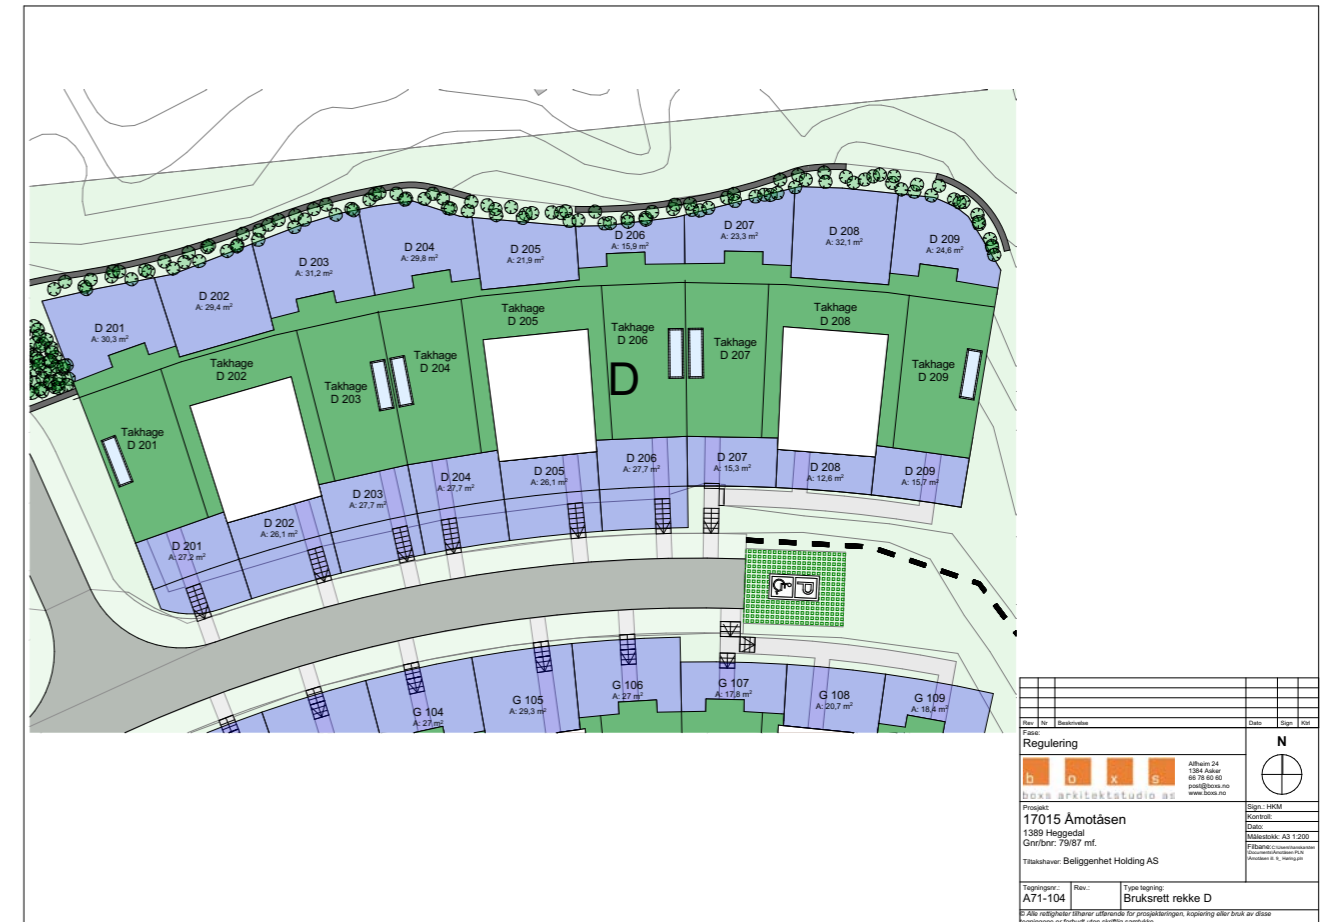 D 201
A: 30,3 m²
D 202
A: 29,4 m²
D 203
A: 31,2 m²
D 204
A: 29,8 m²
D 205
A: 21,9 m²
D 206
A: 15,9 m²
D 207
A: 23,3 m²
D 208
A: 32,1 m²
D 209
A: 24,6 m²
Takhage
D 201
Takhage
D 202
Takhage
D 203
Takhage
D 204
Takhage
D 205
Takhage
D 206
Takhage
D 207
Takhage
D 208
Takhage
D 209
D
D 201
A: 27,2 m²
D 202
A: 26,1 m²
D 203
A: 27,7 m²
D 204
A: 27,7 m²
D 205
A: 26,1 m²
D 206
A: 27,7 m²
D 207
A: 15,3 m²
D 208
A: 12,6 m²
D 209
A: 15,7 m²
P
G 104
A: 27 m²
G 105
A: 29,3 m²
G 106
A: 27 m²
G 107
A: 17,8 m²
G 108
A: 20,7 m²
G 109
A: 18,4 m²
Rev Nr Beskrivelse Dato Sign Ktrl
Fase:
Regulering
N
b o x s
boxs arkitektstudio as
Alfheim 24
1384 Asker
66 78 60 60
post@boxs.no
www.boxs.no
Prosjekt:
17015 Åmotåsen
1389 Heggedal
Gnr/bnr: 79/87 mf.
Tiltakshaver: Beliggenhet Holding AS
Sign.: HKM
Kontroll:
Dato:
Målestokk: A3 1:200
Filbane:
Tegningsnr.: Rev.: Type tegning:
A71-104 Bruksrett rekke D
© Alle rettigheter tilhører utførende for prosjekteringen, kopiering eller bruk av disse
tegningene er forbudt uten skriftlig samtykke.